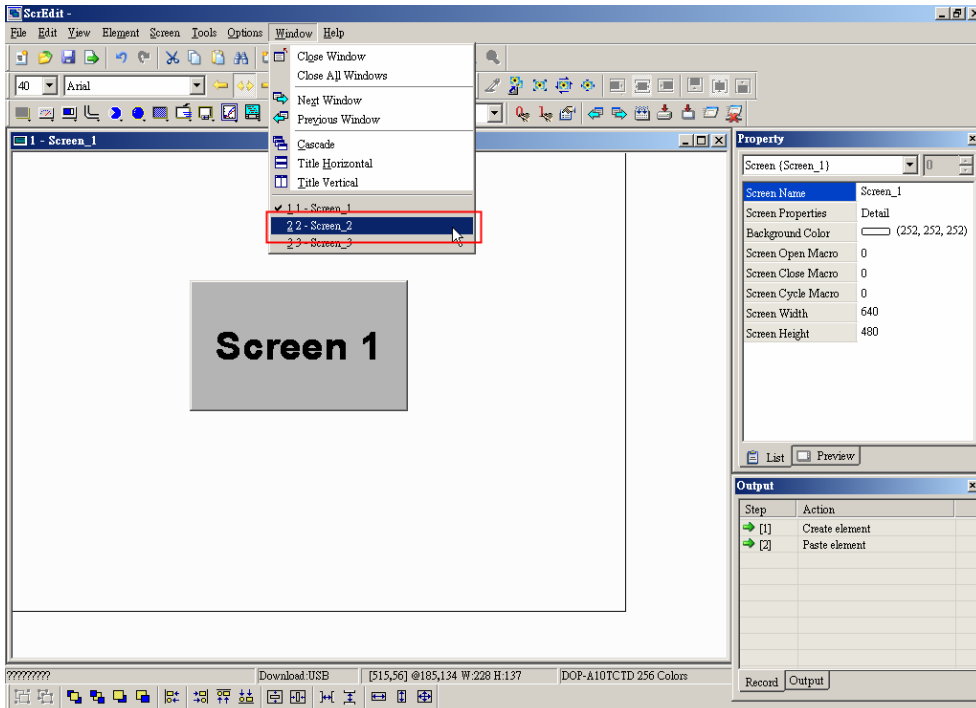 ScrEdit -
File Edit View Element Screen Tools Options Window Help
Close Window
Close All Windows
Next Window
Previous Window
Cascade
Title Horizontal
Title Vertical
1 1 - Screen_1
2 2 - Screen_2
3 3 - Screen_3
40 Arial
1 - Screen_1
Screen 1
Property
Screen {Screen_1} 0
Screen Name Screen_1
Screen Properties Detail
Background Color (252, 252, 252)
Screen Open Macro 0
Screen Close Macro 0
Screen Cycle Macro 0
Screen Width 640
Screen Height 480
List Preview
Output
Step Action
[1] Create element
[2] Paste element
Record Output
????????? Download:USB [515,56] @185,134 W:228 H:137 DOP-A10TCTD 256 Colors